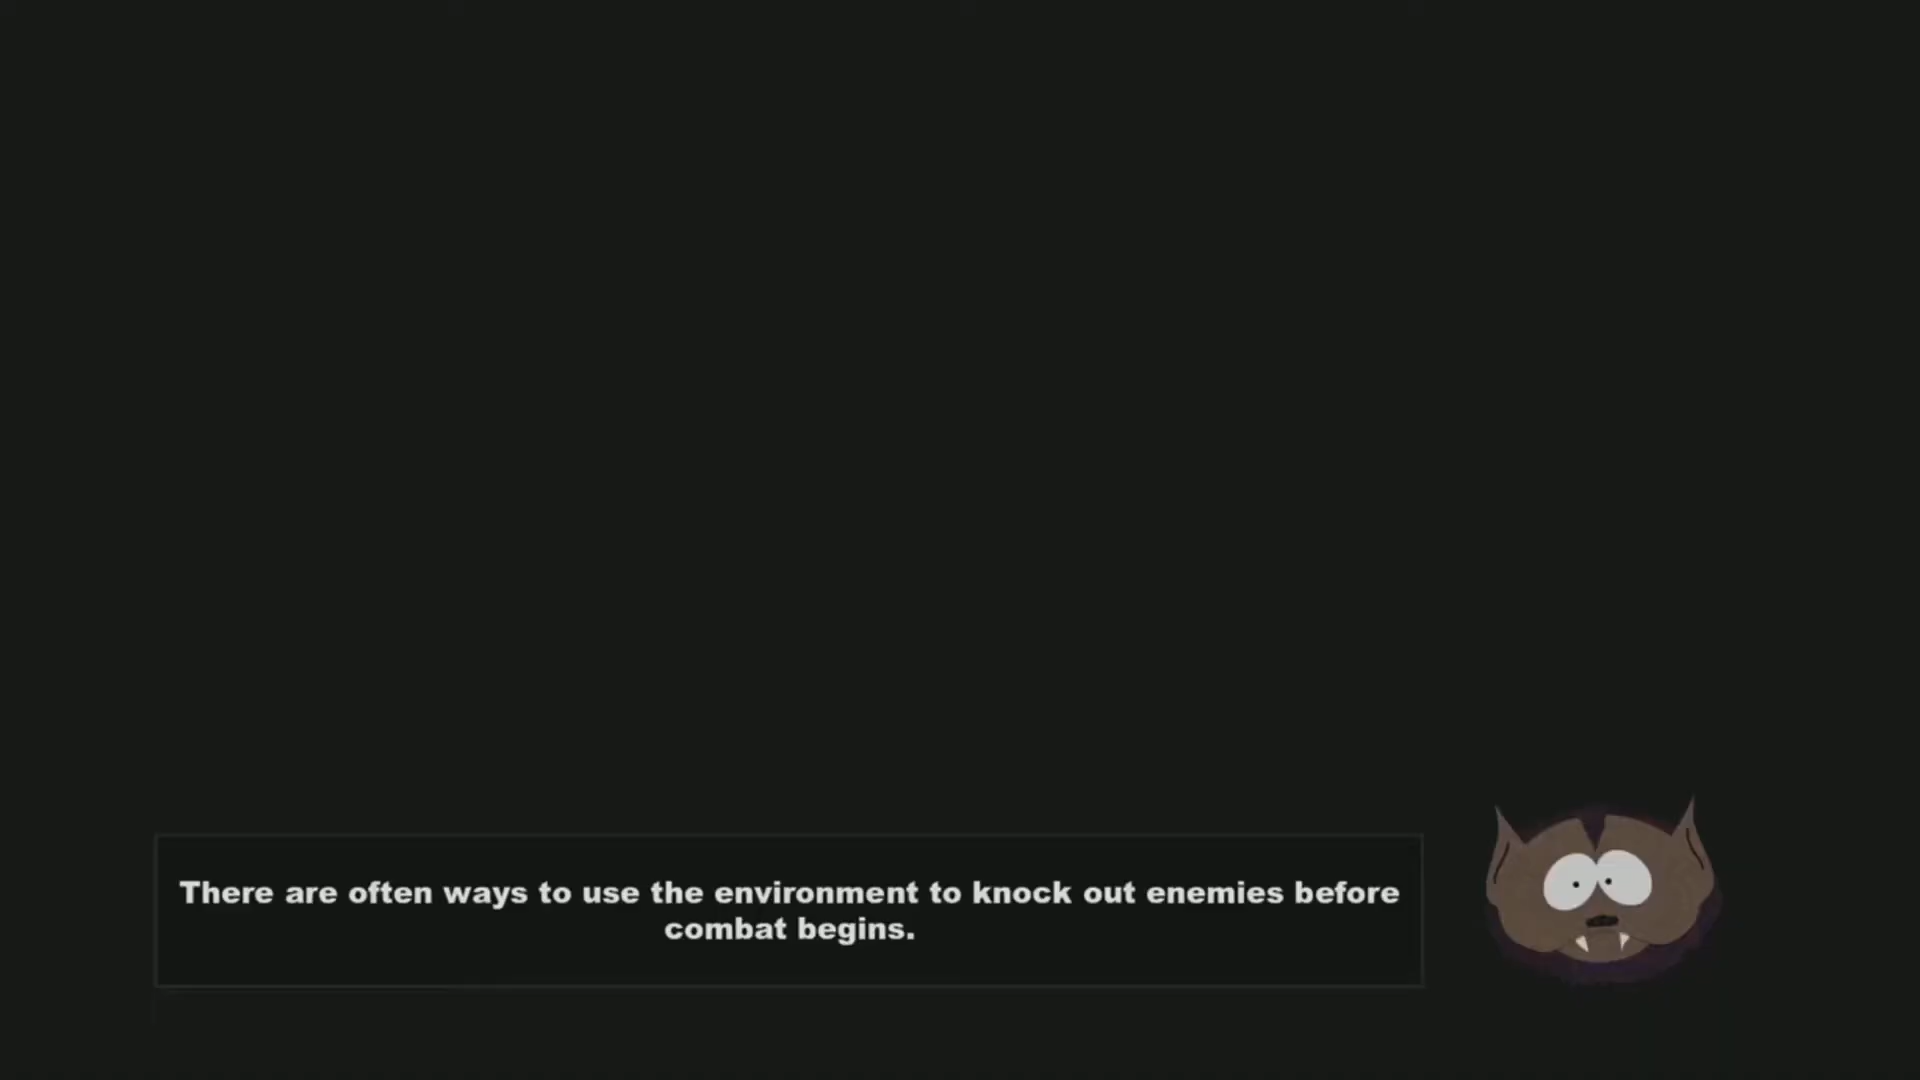 There are often ways to use the environment to knock out enemies before
combat begins.